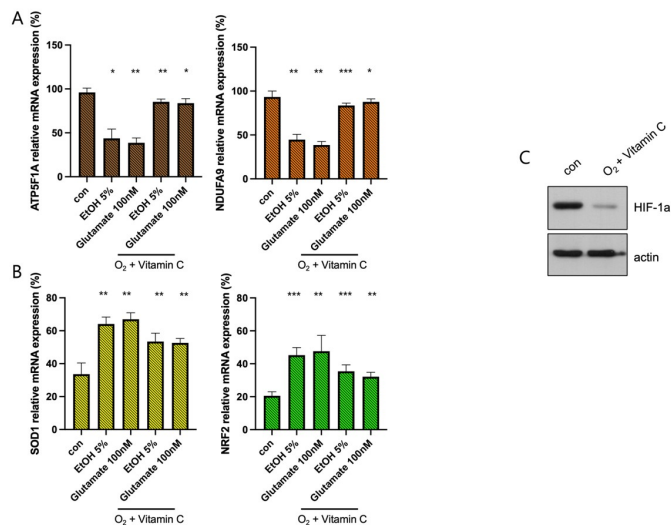 A
ATP5F1A relative mRNA expression (%)
150
100
50
0
* ** ** *
con
EtOH 5%
Glutamate 100nM
EtOH 5%
Glutamate 100nM
O₂ + Vitamin C
NDUFA9 relative mRNA expression (%)
150
100
50
0
** ** *** *
con
EtOH 5%
Glutamate 100nM
EtOH 5%
Glutamate 100nM
O₂ + Vitamin C
B
SOD1 relative mRNA expression (%)
80
60
40
20
0
** ** ** **
con
EtOH 5%
Glutamate 100nM
EtOH 5%
Glutamate 100nM
O₂ + Vitamin C
NRF2 relative mRNA expression (%)
80
60
40
20
0
*** ** *** **
con
EtOH 5%
Glutamate 100nM
EtOH 5%
Glutamate 100nM
O₂ + Vitamin C
C
con
O₂ + Vitamin C
HIF-1a
actin